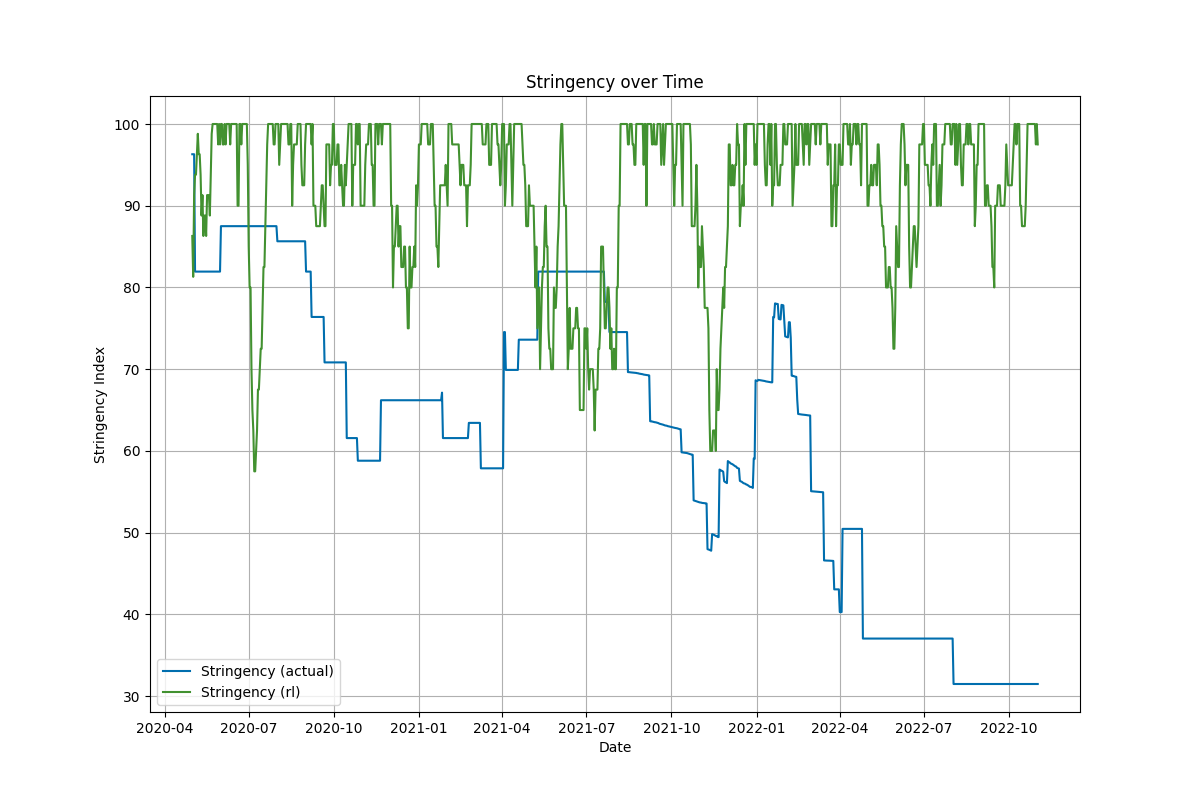 Stringency over Time
Stringency Index
100
90
80
70
60
50
40
30
Stringency (actual)
Stringency (rl)
2020-04 2020-07 2020-10 2021-01 2021-04 2021-07 2021-10 2022-01 2022-04 2022-07 2022-10
Date